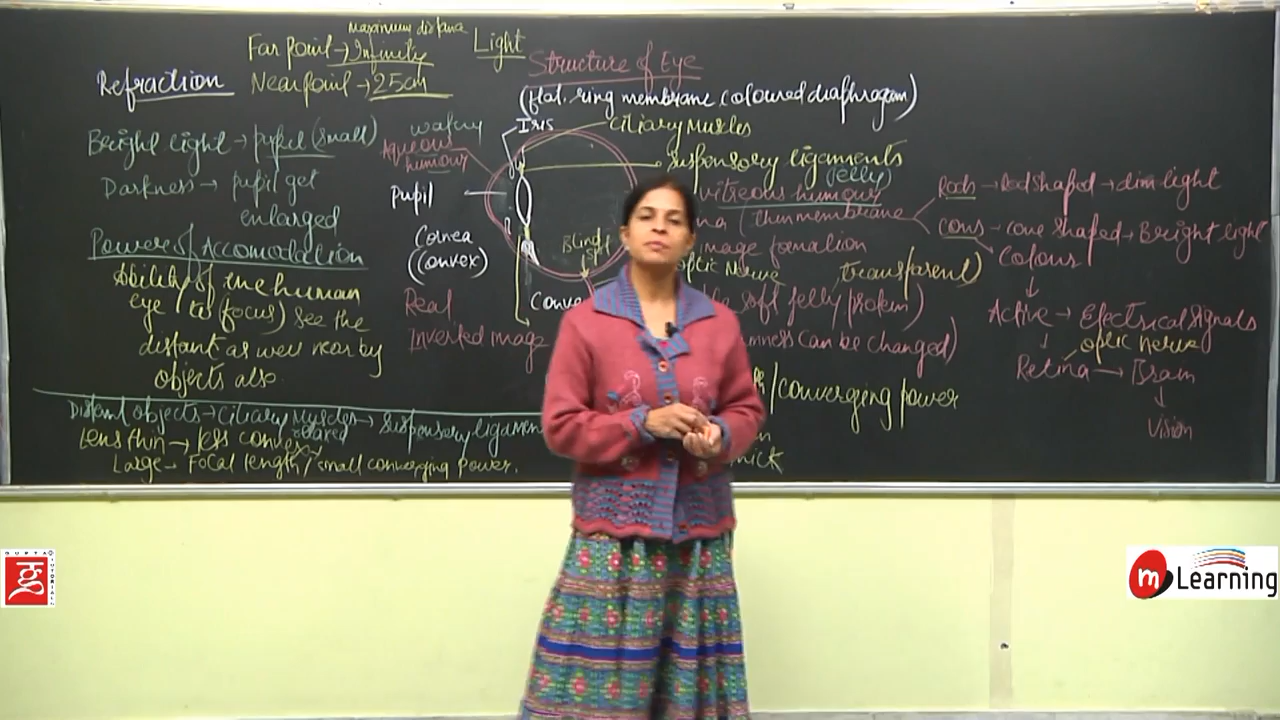 maximum distance
Far point → Infinity
Light
Refraction
Near point → 25cm
Structure of Eye
(flat, ring membrane coloured diaphragm)
Bright light → pupil (small)
Darkness → pupil get
enlarged
Power of Accomodation
Ability of the human
eye (to (focus) see the
distant as well near by
objects also.
watery
Aqueous
humour
Iris
Pupil
Cornea
(Convex)
Real
Inverted image
ciliary Muscles
Suspensory ligaments
(Jelly)
vitreous humour
(Thin membrane
image formation
Blind
spot
optic Nerve
transparent)
soft jelly, protein)
can be changed)
/converging power
Rods → Rod shaped → dim light
cons → cone shaped → Bright light
Colour
Active → Electrical signals
optic nerve
Retina → Brain
Vision
Distant objects → Ciliary Muscles → Suspensory ligamen
relaxed
Lens thin → less convex
Large → Focal length / small converging power.
GUPTA
TUTORIALS
m Learning